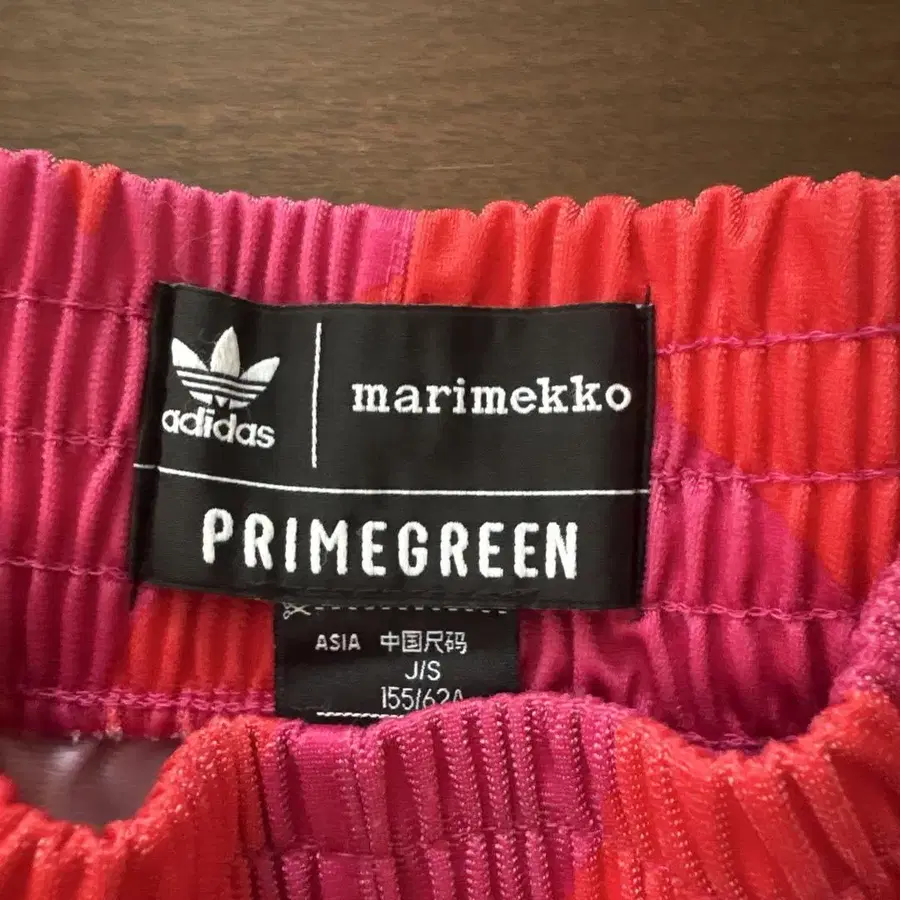 adidas
marimekko
PRIMEGREEN
ASIA 中国尺码
J/S
155/62A